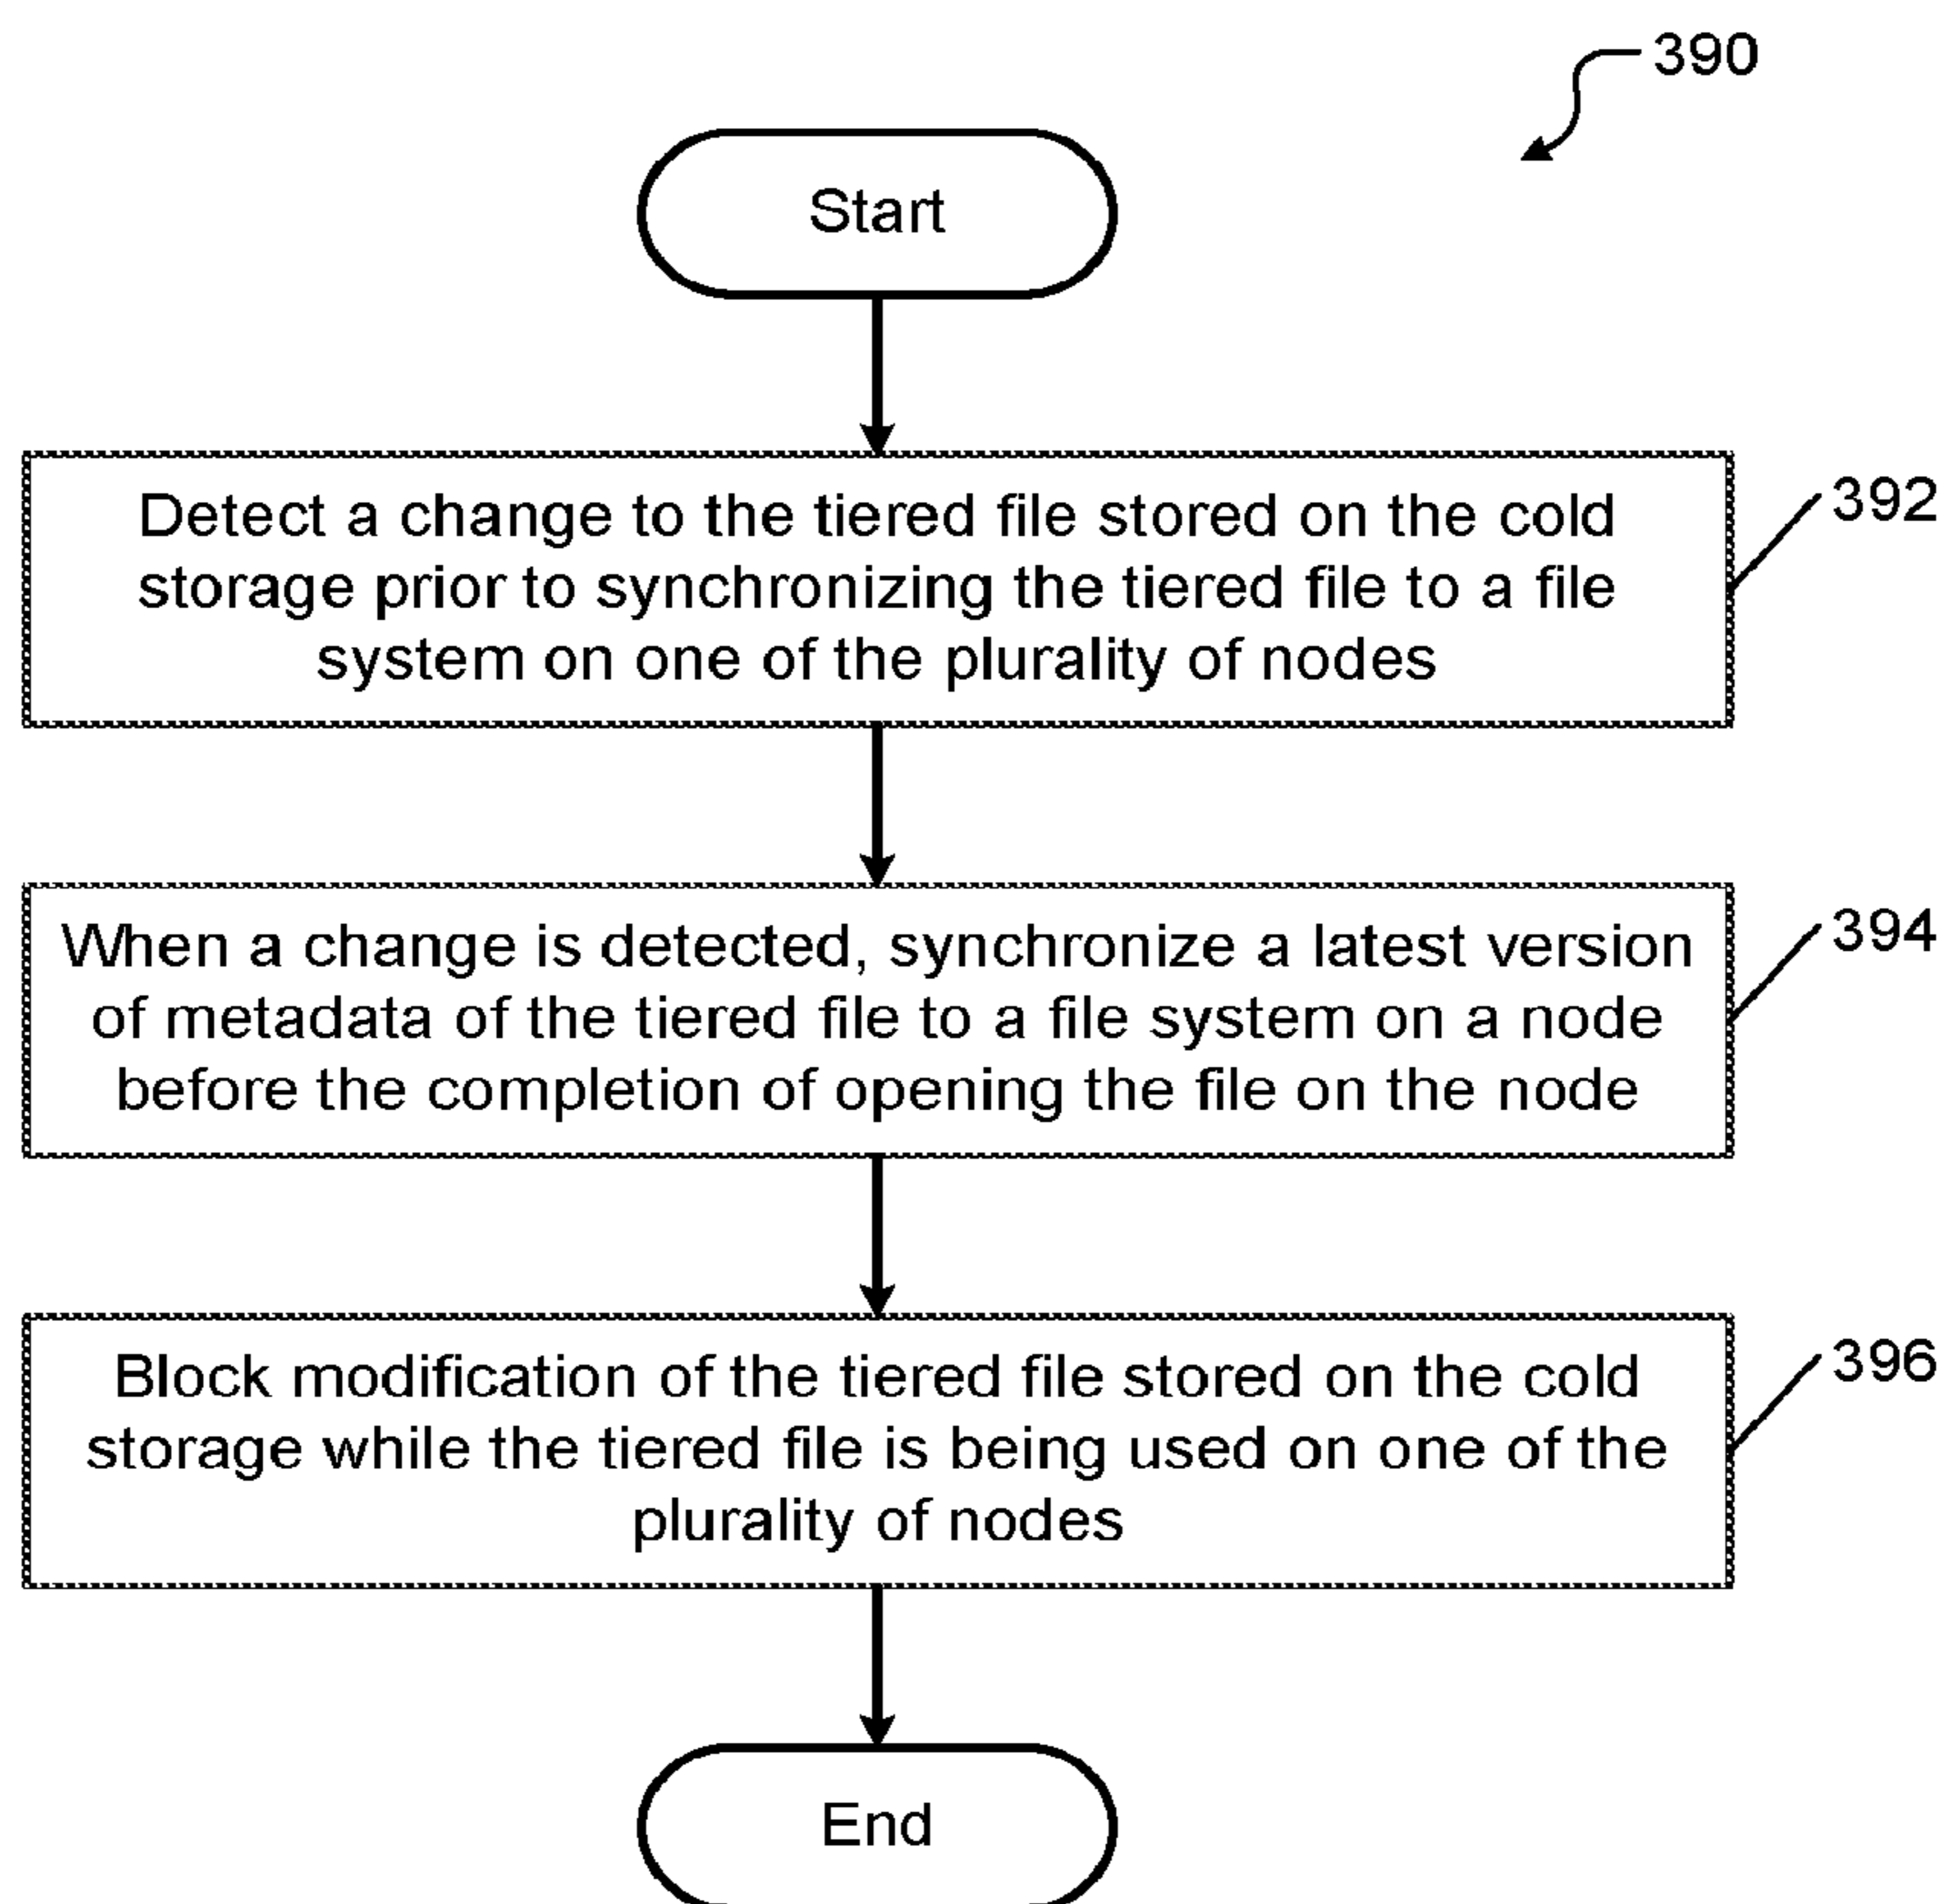 390
Start
Detect a change to the tiered file stored on the cold
storage prior to synchronizing the tiered file to a file
system on one of the plurality of nodes
392
When a change is detected, synchronize a latest version
of metadata of the tiered file to a file system on a node
before the completion of opening the file on the node
394
Block modification of the tiered file stored on the cold
storage while the tiered file is being used on one of the
plurality of nodes
396
End